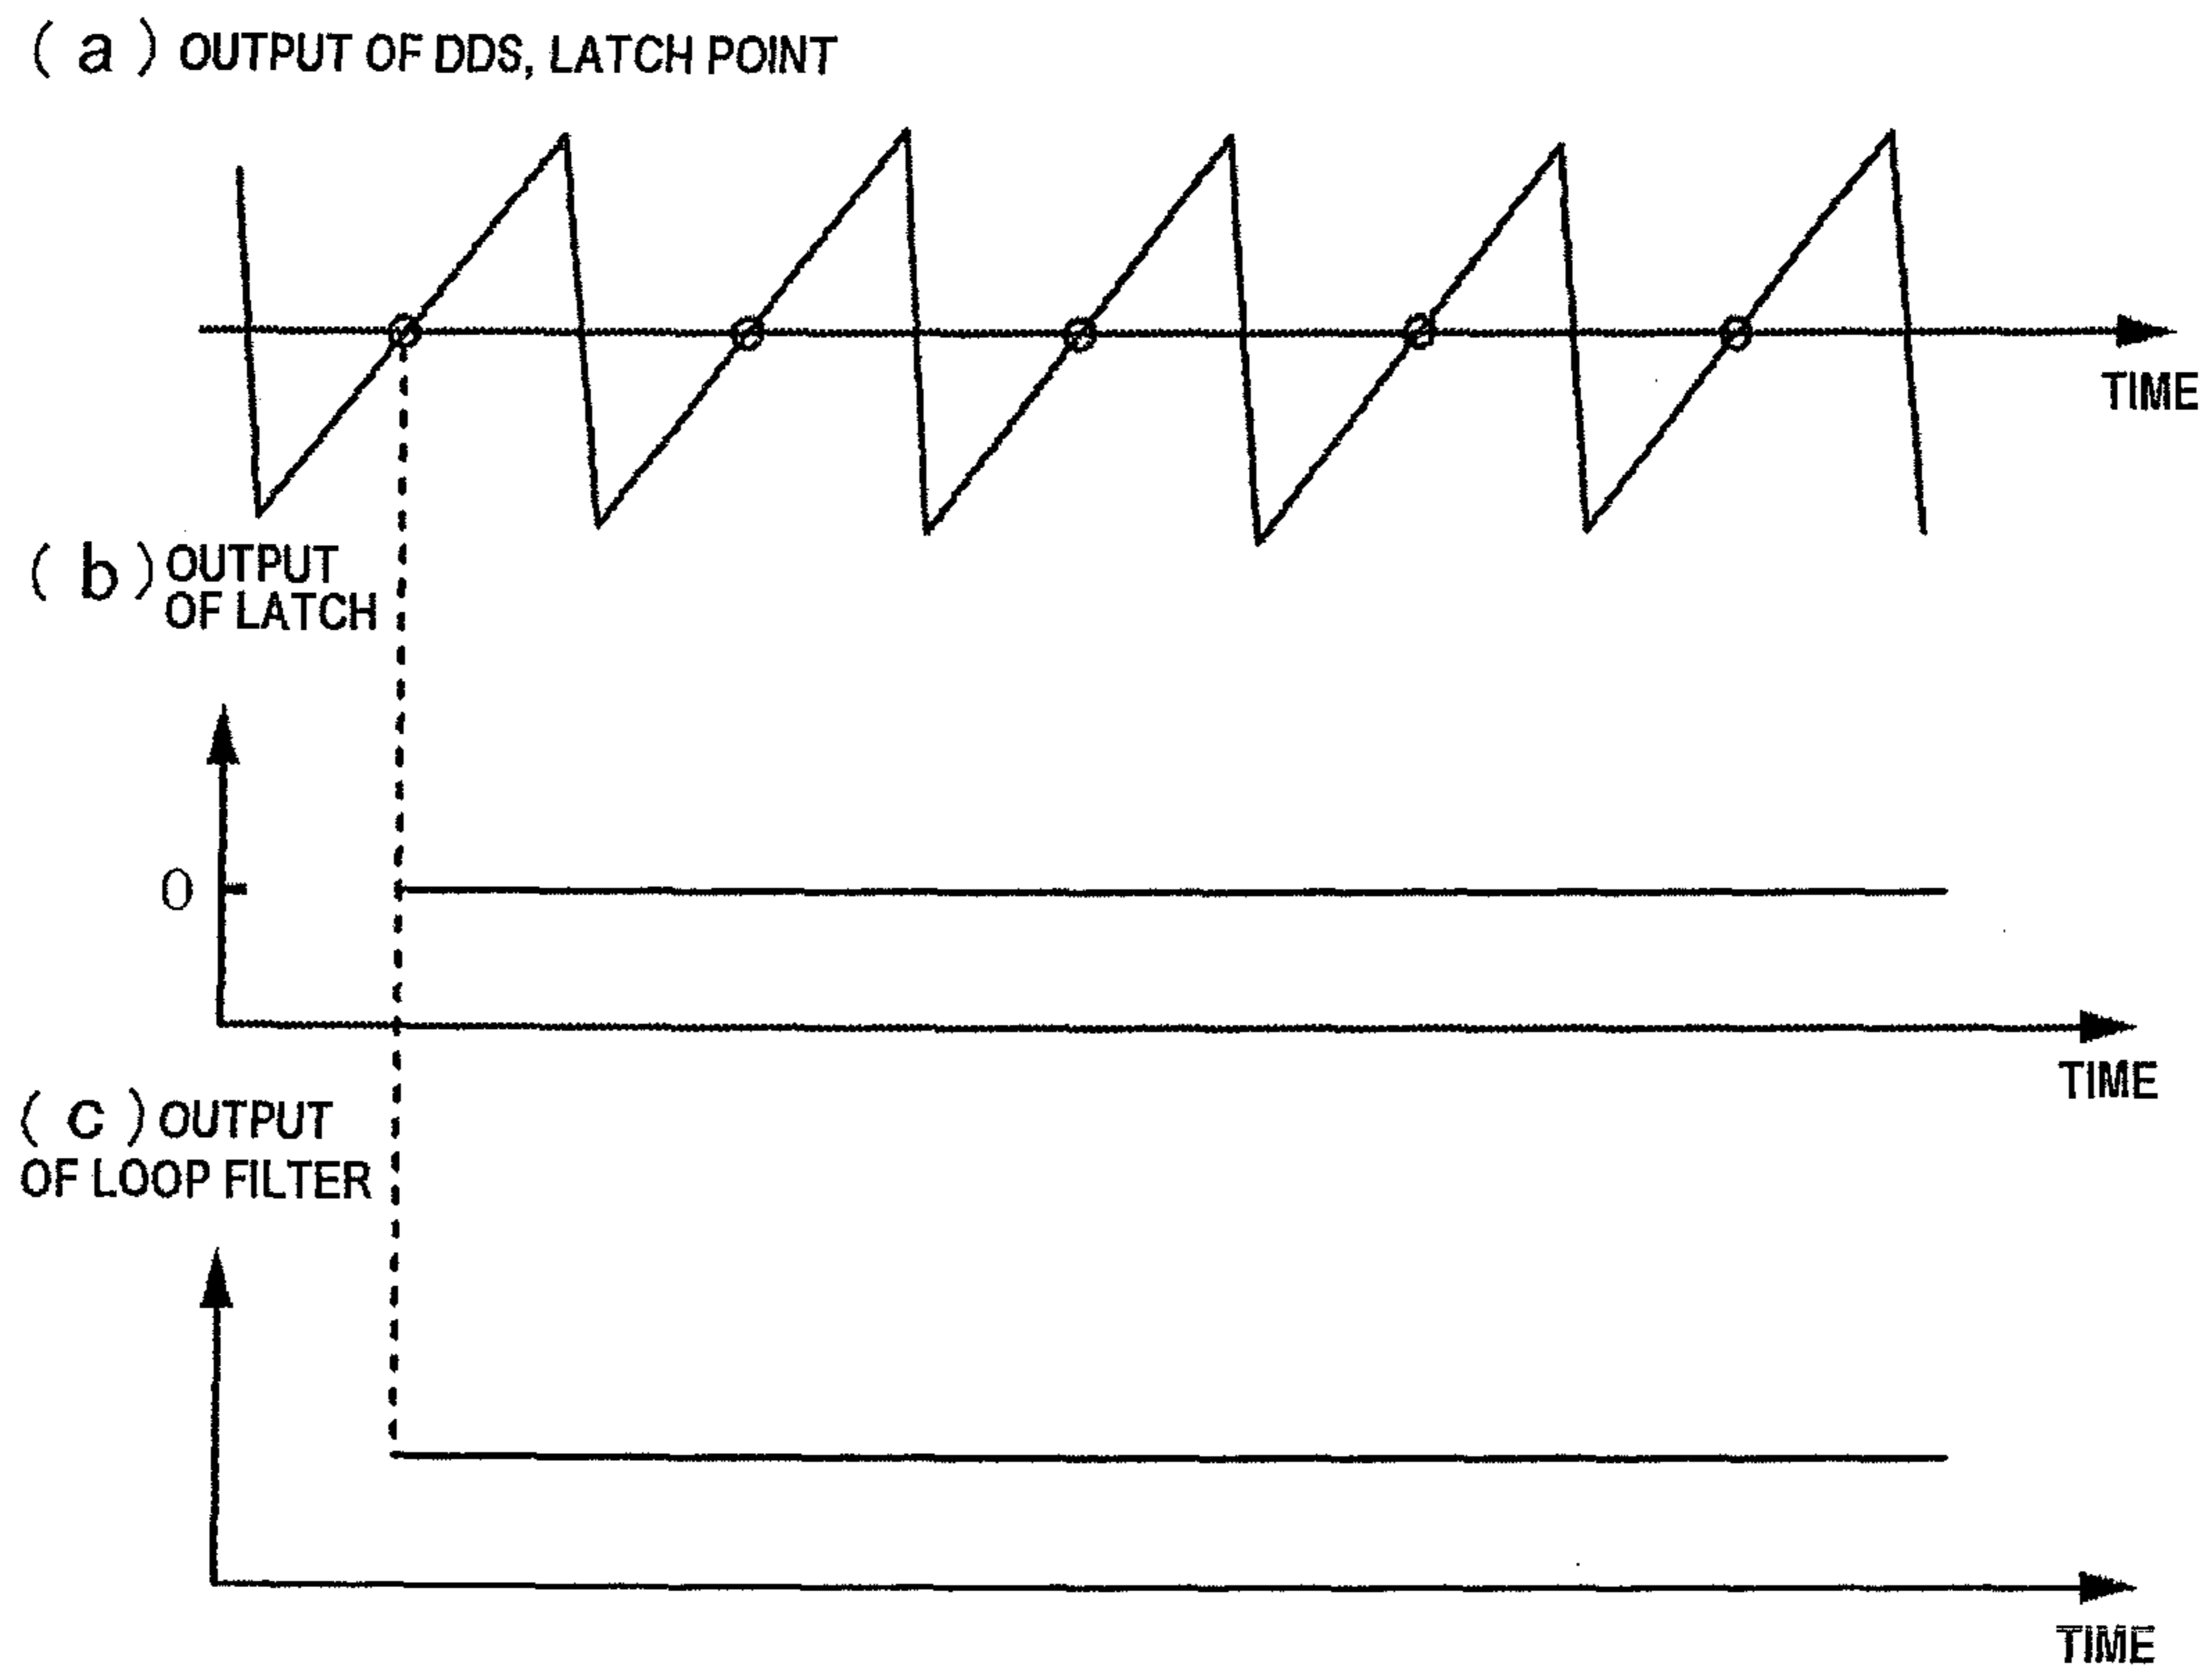 (a) OUTPUT OF DDS, LATCH POINT
TIME
(b) OUTPUT
OF LATCH
0
TIME
(c) OUTPUT
OF LOOP FILTER
TIME